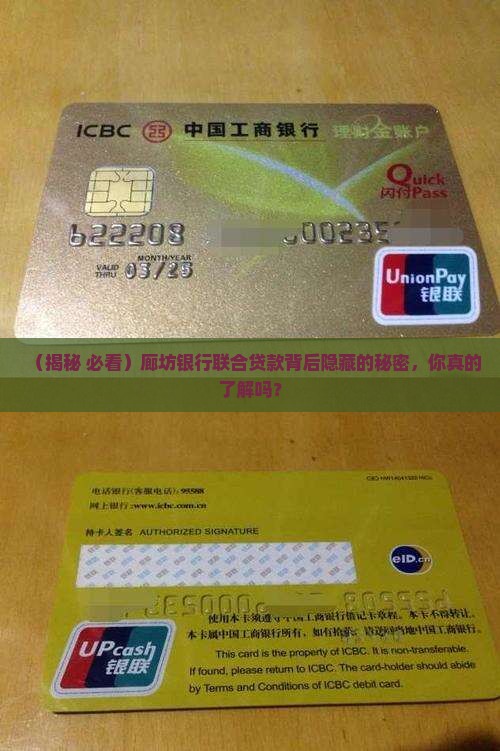 ICBC 中国工商银行 理财金账户
Quick
闪付Pass
622208
MONTH/YEAR
VALID
THRU 03/25
UnionPay
银联
（揭秘 必看）廊坊银行联合贷款背后隐藏的秘密，你真的
了解吗？
电话银行(客服电话): 95588
网上银行:www.icbc.com.cn
持卡人签名 AUTHORIZED SIGNATURE
eID.cn
使用本卡须遵守中国工商银行借记卡章程。本卡不得转让。
本卡属中国工商银行所有，如有拾获，请送回当地中国工商银行。
This card is the property of ICBC. It is non-transferable.
If found, please return to ICBC. The card-holder should abide
by Terms and Conditions of ICBC debit card.
UPcash
银联